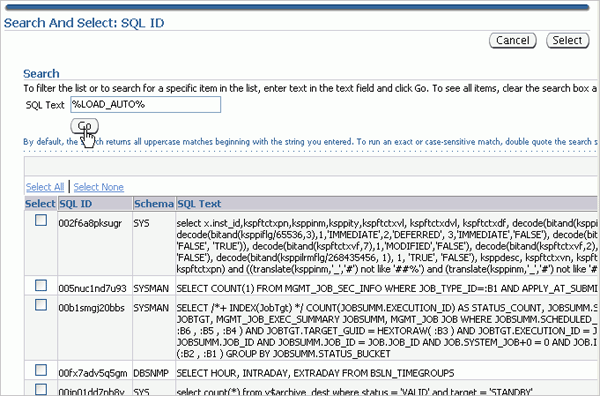 Search And Select: SQL ID
Cancel Select
Search
To filter the list or to search for a specific item in the list, enter text in the text field and click Go. To see all items, clear the search box a
SQL Text %LOAD_AUTO%
Go
By default, the search returns all uppercase matches beginning with the string you entered. To run an exact or case-sensitive match, double quote the search s
Select All | Select None
Select SQL ID Schema SQL Text
002f6a8pksugr SYS select x.inst_id,kspftctxpn,ksppinm,ksppity,kspftctxvl, kspftctxdvl, kspftctxdf, decode(bitand(ksppi
decode(bitand(ksppiflg/65536,3),1,'IMMEDIATE',2,'DEFERRED', 3,'IMMEDIATE','FALSE'), decode(bi
'FALSE', 'TRUE')), decode(bitand(kspftctxvf,7),1,'MODIFIED','FALSE'), decode(bitand(kspftctxvf,2),
'FALSE'), decode(bitand(ksppilrmflg/268435456, 1), 1, 'TRUE', 'FALSE'), ksppdesc, kspftctxvn, kspft
kspftctxpn) and ((translate(ksppinm,'_','#') not like '##%') and (translate(ksppinm,'_','#') not like '#
005nuc1nd7u93 SYSMAN SELECT COUNT(1) FROM MGMT_JOB_SEC_INFO WHERE JOB_TYPE_ID=:B1 AND APPLY_AT_SUBMI
00b1smgj20bbs SYSMAN SELECT /*+ INDEX(JobTgt) */ COUNT(JOBSUMM.EXECUTION_ID) AS STATUS_COUNT, JOBSUMM.S
JOBTGT, MGMT_JOB_EXEC_SUMMARY JOBSUMM, MGMT_JOB JOB WHERE JOBSUMM.SCHEDULED_
:B6 , :B5 , :B4 ) AND JOBTGT.TARGET_GUID = HEXTORAW( :B3 ) AND JOBTGT.EXECUTION_ID = J
JOBSUMM.JOB_ID AND JOBSUMM.JOB_ID = JOB.JOB_ID AND JOB.SYSTEM_JOB+0 = 0 AND JOB.I
(:B2 , :B1 ) GROUP BY JOBSUMM.STATUS_BUCKET
00fx7adv5q5gm DBSNMP SELECT HOUR, INTRADAY, EXTRADAY FROM BSLN_TIMEGROUPS
00jp01dd7nb8y SYS select count(*) from v$archive_dest where status = 'VALID' and target = 'STANDBY'